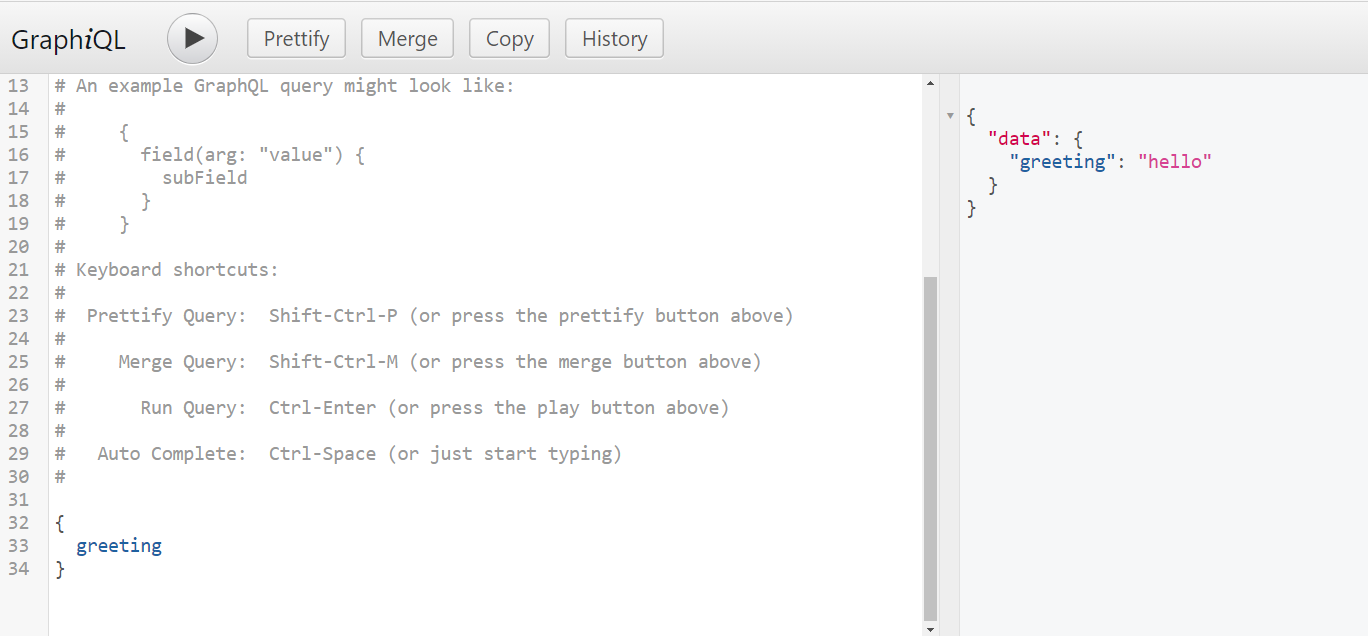 GraphiQL Prettify Merge Copy History
13 # An example GraphQL query might look like:
14 #
15 #     {
16 #       field(arg: "value") {
17 #         subField
18 #       }
19 #     }
20 #
21 # Keyboard shortcuts:
22 #
23 #  Prettify Query:  Shift-Ctrl-P (or press the prettify button above)
24 #
25 #     Merge Query:  Shift-Ctrl-M (or press the merge button above)
26 #
27 #       Run Query:  Ctrl-Enter (or press the play button above)
28 #
29 #   Auto Complete:  Ctrl-Space (or just start typing)
30 #
31
32 {
33   greeting
34 }
{
  "data": {
    "greeting": "hello"
  }
}